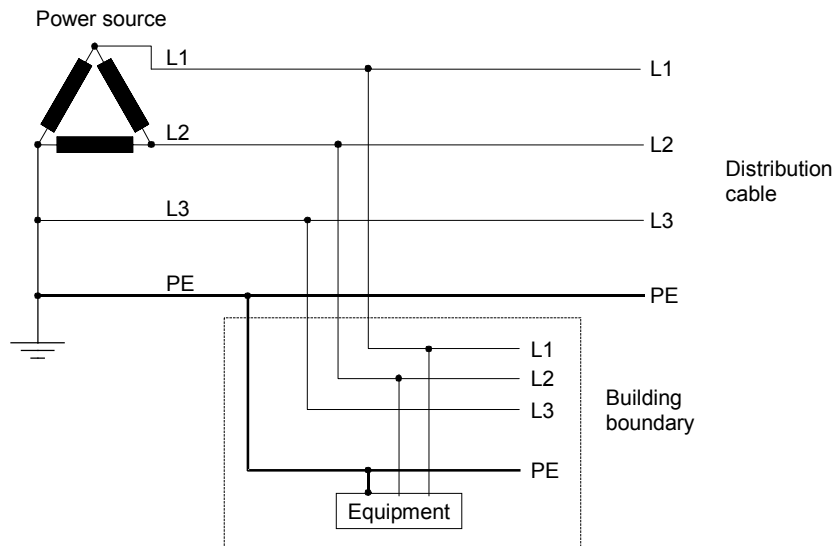 Power source
L1
L1
L2
L2
Distribution
cable
L3
L3
PE
PE
L1
L2
L3
Building
boundary
PE
Equipment